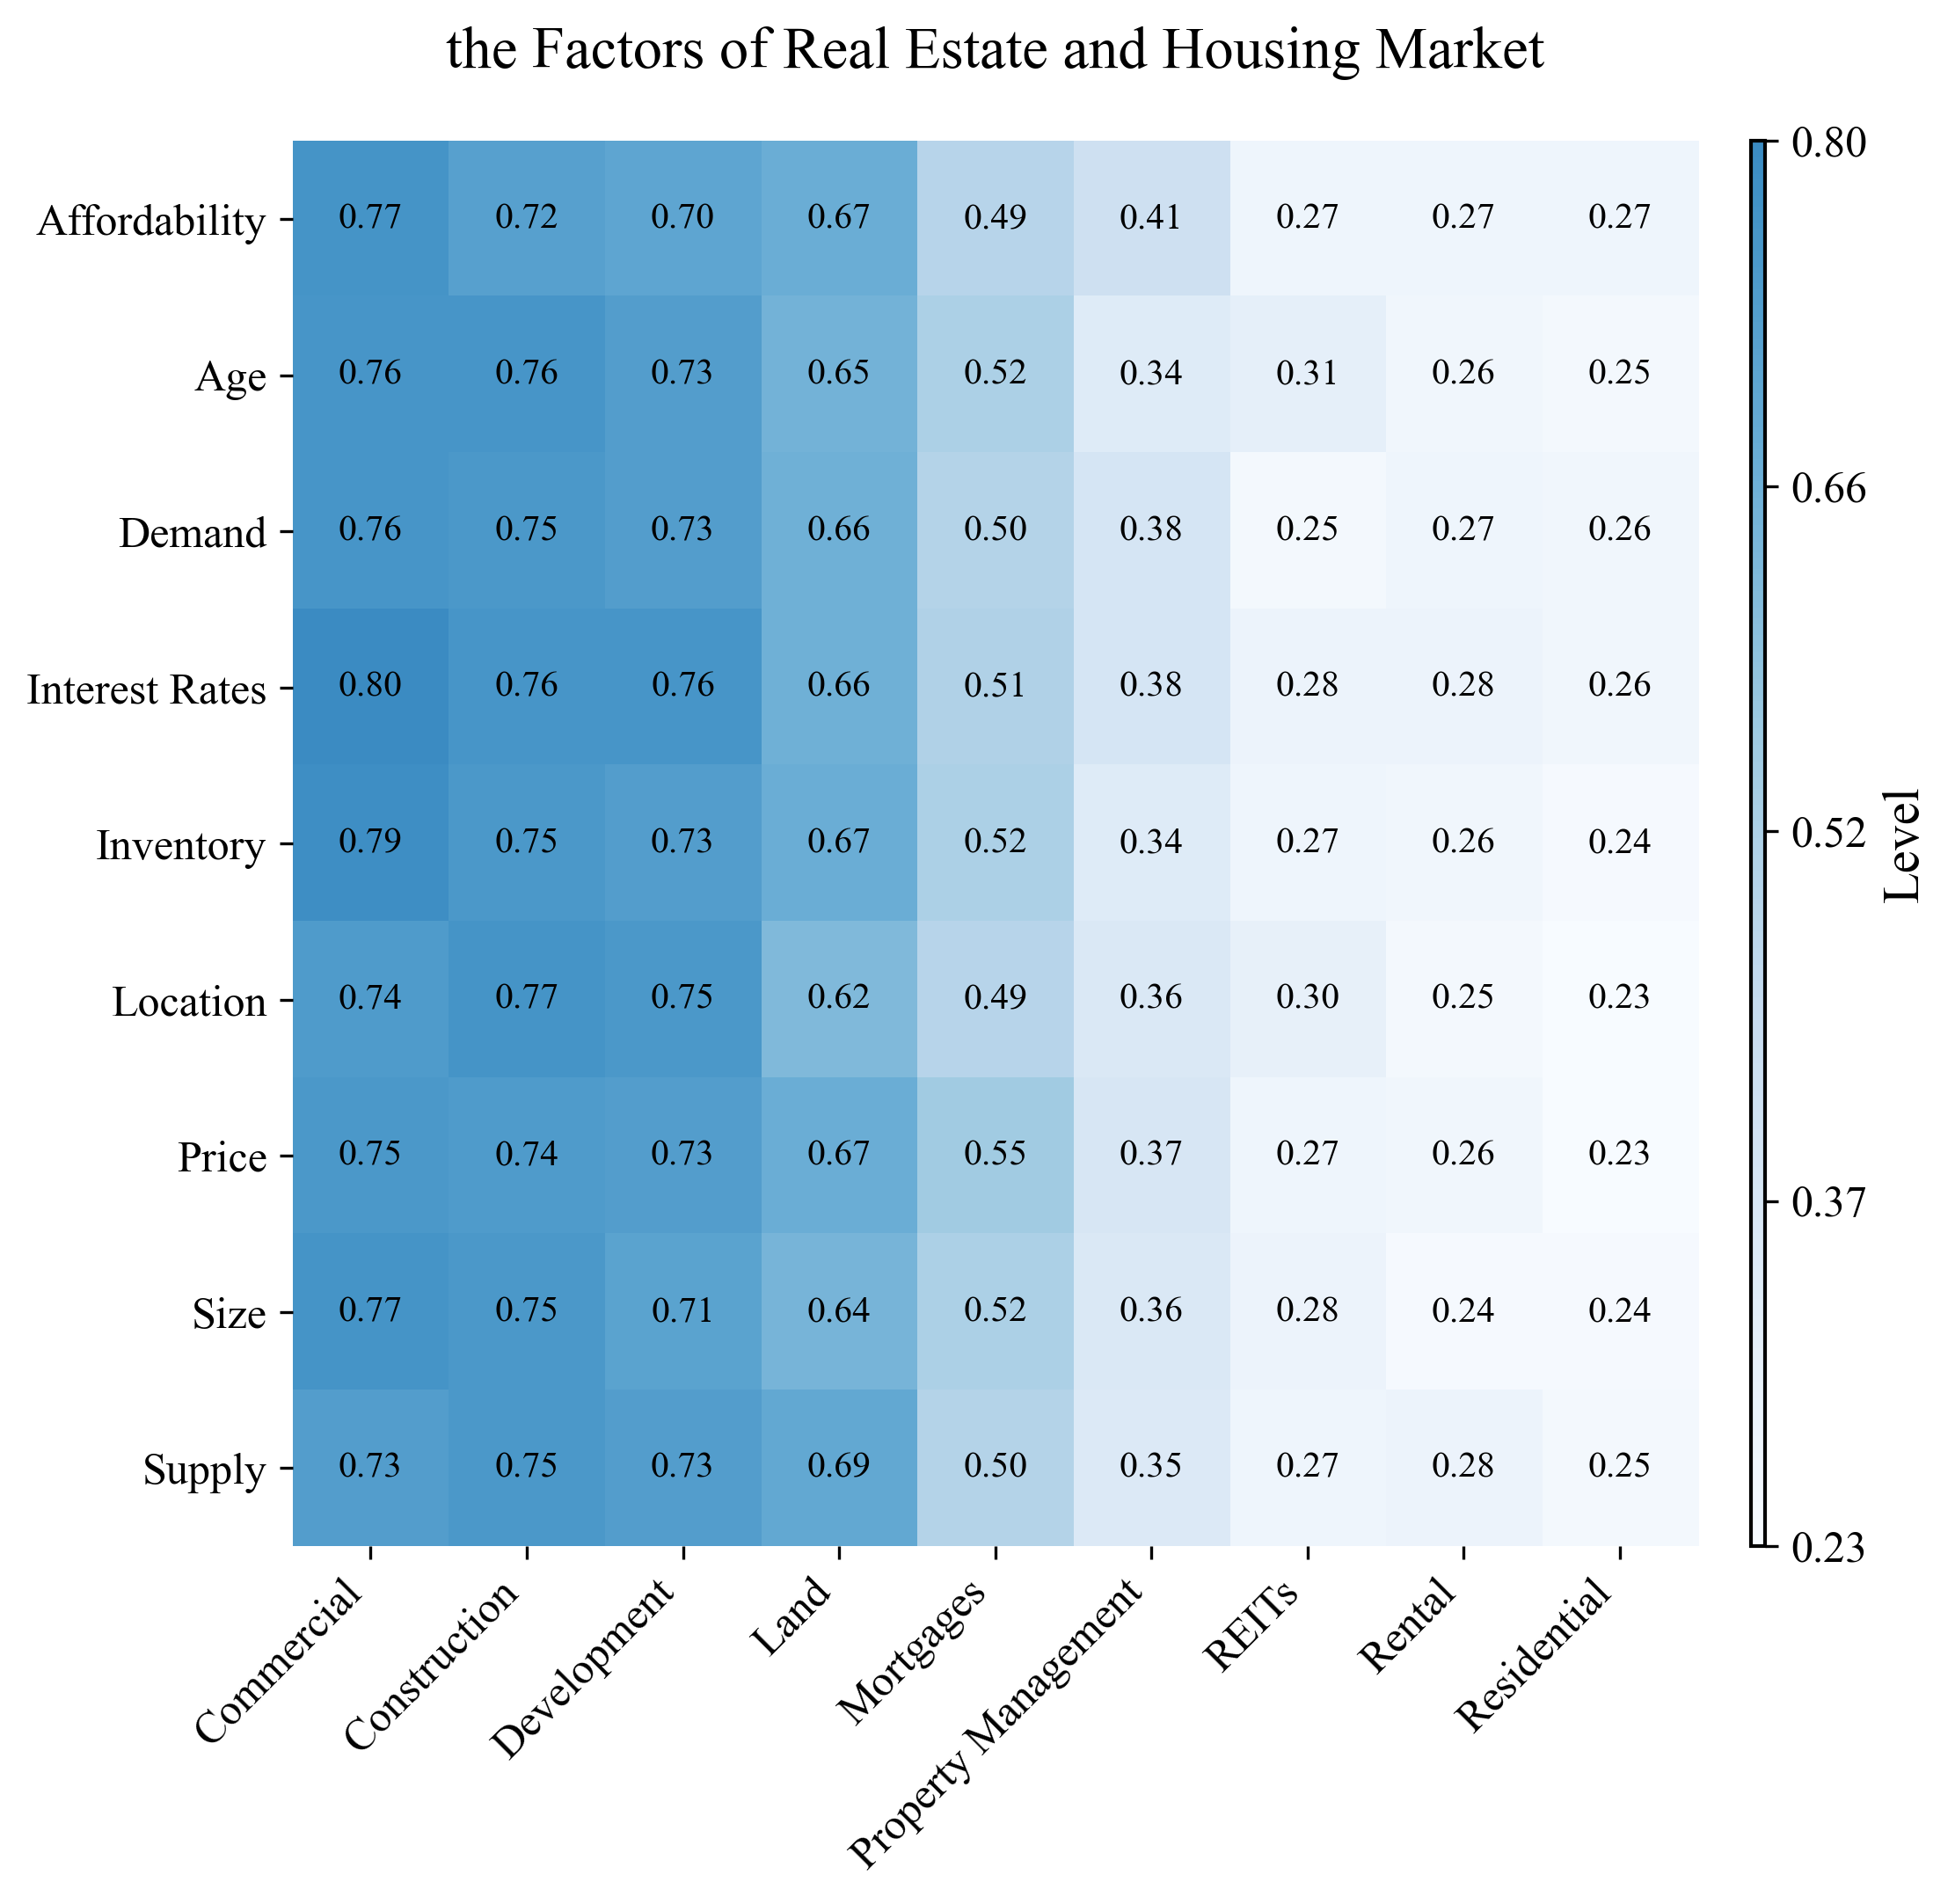 the Factors of Real Estate and Housing Market
Affordability 0.77 0.72 0.70 0.67 0.49 0.41 0.27 0.27 0.27
Age 0.76 0.76 0.73 0.65 0.52 0.34 0.31 0.26 0.25
Demand 0.76 0.75 0.73 0.66 0.50 0.38 0.25 0.27 0.26
Interest Rates 0.80 0.76 0.76 0.66 0.51 0.38 0.28 0.28 0.26
Inventory 0.79 0.75 0.73 0.67 0.52 0.34 0.27 0.26 0.24
Location 0.74 0.77 0.75 0.62 0.49 0.36 0.30 0.25 0.23
Price 0.75 0.74 0.73 0.67 0.55 0.37 0.27 0.26 0.23
Size 0.77 0.75 0.71 0.64 0.52 0.36 0.28 0.24 0.24
Supply 0.73 0.75 0.73 0.69 0.50 0.35 0.27 0.28 0.25
Commercial
Construction
Development
Land
Mortgages
Property Management
REITs
Rental
Residential
0.80
0.66
0.52
0.37
0.23
Level